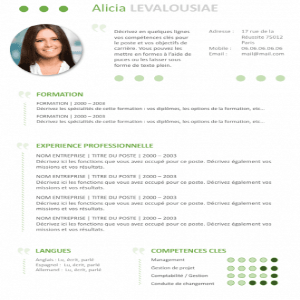 Alicia LEVALOUSIAE
Décrivez en quelques lignes
vos compétences clés pour
le poste et vos objectifs de
carrière. Vous pouvez les
mettre en formes à l'aide de
puces ou les laisser sous
forme de texte plein.
Adresse : 17 rue de la
Réussite 75012
Paris
Mobile : 06.06.06.06.06
Email : mail@mail.com
FORMATION
FORMATION | 2000 – 2003
Décrivez les spécialités de cette formation - vos diplômes, les options de la formation, etc...
FORMATION | 2000 – 2003
Décrivez les spécialités de cette formation - vos diplômes, les options de la formation, etc...
EXPERIENCE PROFESSIONNELLE
NOM ENTREPRISE | TITRE DU POSTE | 2000 – 2003
Décrivez ici les fonctions que vous avez occupé pour ce poste. Décrivez également vos
missions et vos résultats.
NOM ENTREPRISE | TITRE DU POSTE | 2000 – 2003
Décrivez ici les fonctions que vous avez occupé pour ce poste. Décrivez également vos
missions et vos résultats.
NOM ENTREPRISE | TITRE DU POSTE | 2000 – 2003
Décrivez ici les fonctions que vous avez occupé pour ce poste. Décrivez également vos
missions et vos résultats.
NOM ENTREPRISE | TITRE DU POSTE | 2000 – 2003
Décrivez ici les fonctions que vous avez occupé pour ce poste. Décrivez également vos
missions et vos résultats.
LANGUES
Anglais - Lu, écrit, parlé
Espagnol - Lu, écrit, parlé
Allemand - Lu, écrit, parlé
COMPETENCES CLES
Management
Gestion de projet
Comptabilité / Gestion
Conduite de changement